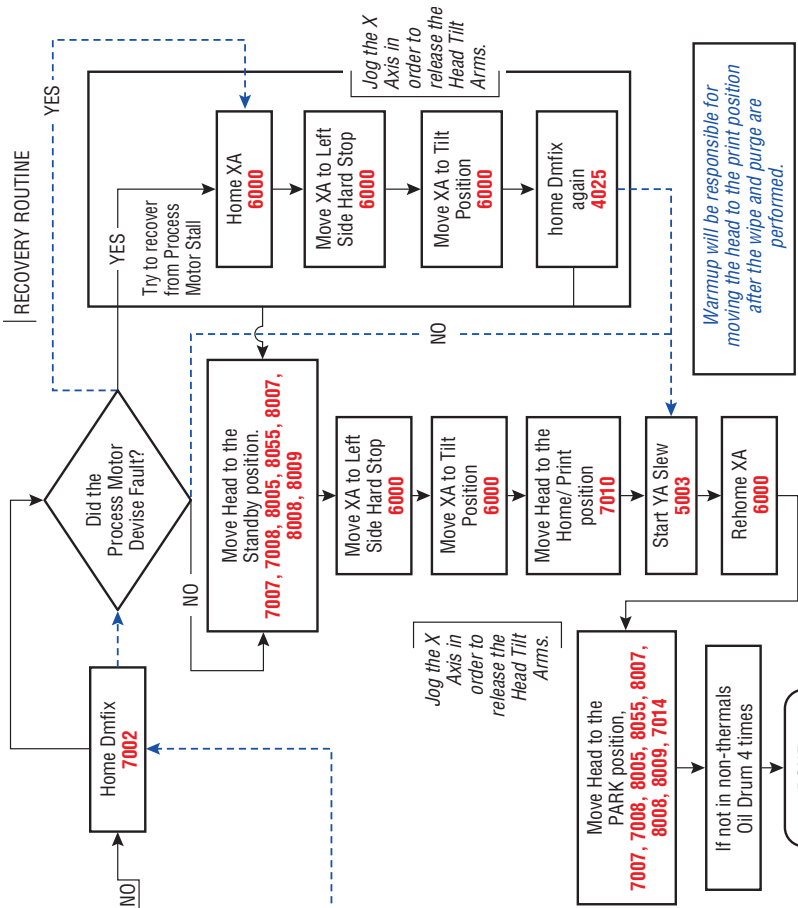 RECOVERY ROUTINE
YES
YES
Did the
Process Motor
Devise Fault?
NO
Home Dmfix
7002
NO
Try to recover
from Process
Motor Stall
Home XA
6000
Move XA to Left
Side Hard Stop
6000
Move XA to Tilt
Position
6000
home Dmfix
again
4025
Jog the X
Axis in
order to
release the
Head Tilt
Arms.
NO
Move Head to the
Standby position.
7007, 7008, 8005, 8055, 8007,
8008, 8009
Move XA to Left
Side Hard Stop
6000
Move XA to Tilt
Position
6000
Move Head to the
Home/ Print
position
7010
Start YA Slew
5003
Rehome XA
6000
Jog the X
Axis in
order to
release the
Head Tilt
Arms.
Move Head to the
PARK position,
7007, 7008, 8005, 8055, 8007,
8008, 8009, 7014
If not in non-thermals
Oil Drum 4 times
Warmup will be responsible for
moving the head to the print position
after the wipe and purge are
performed.